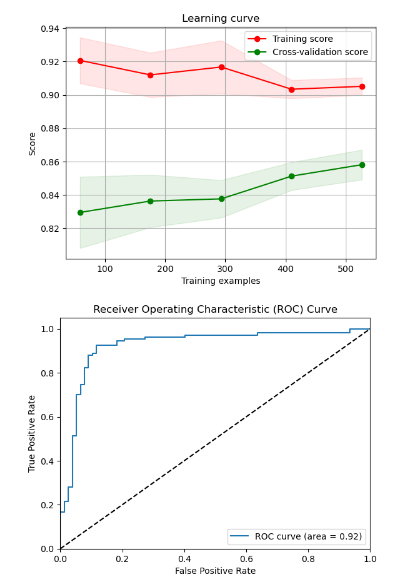 Learning curve
0.94
0.92
0.90
0.88
0.86
0.84
0.82
Score
Training score
Cross-validation score
100
200
300
400
500
Training examples
Receiver Operating Characteristic (ROC) Curve
1.0
0.8
0.6
0.4
0.2
0.0
True Positive Rate
ROC curve (area = 0.92)
0.0
0.2
0.4
0.6
0.8
1.0
False Positive Rate